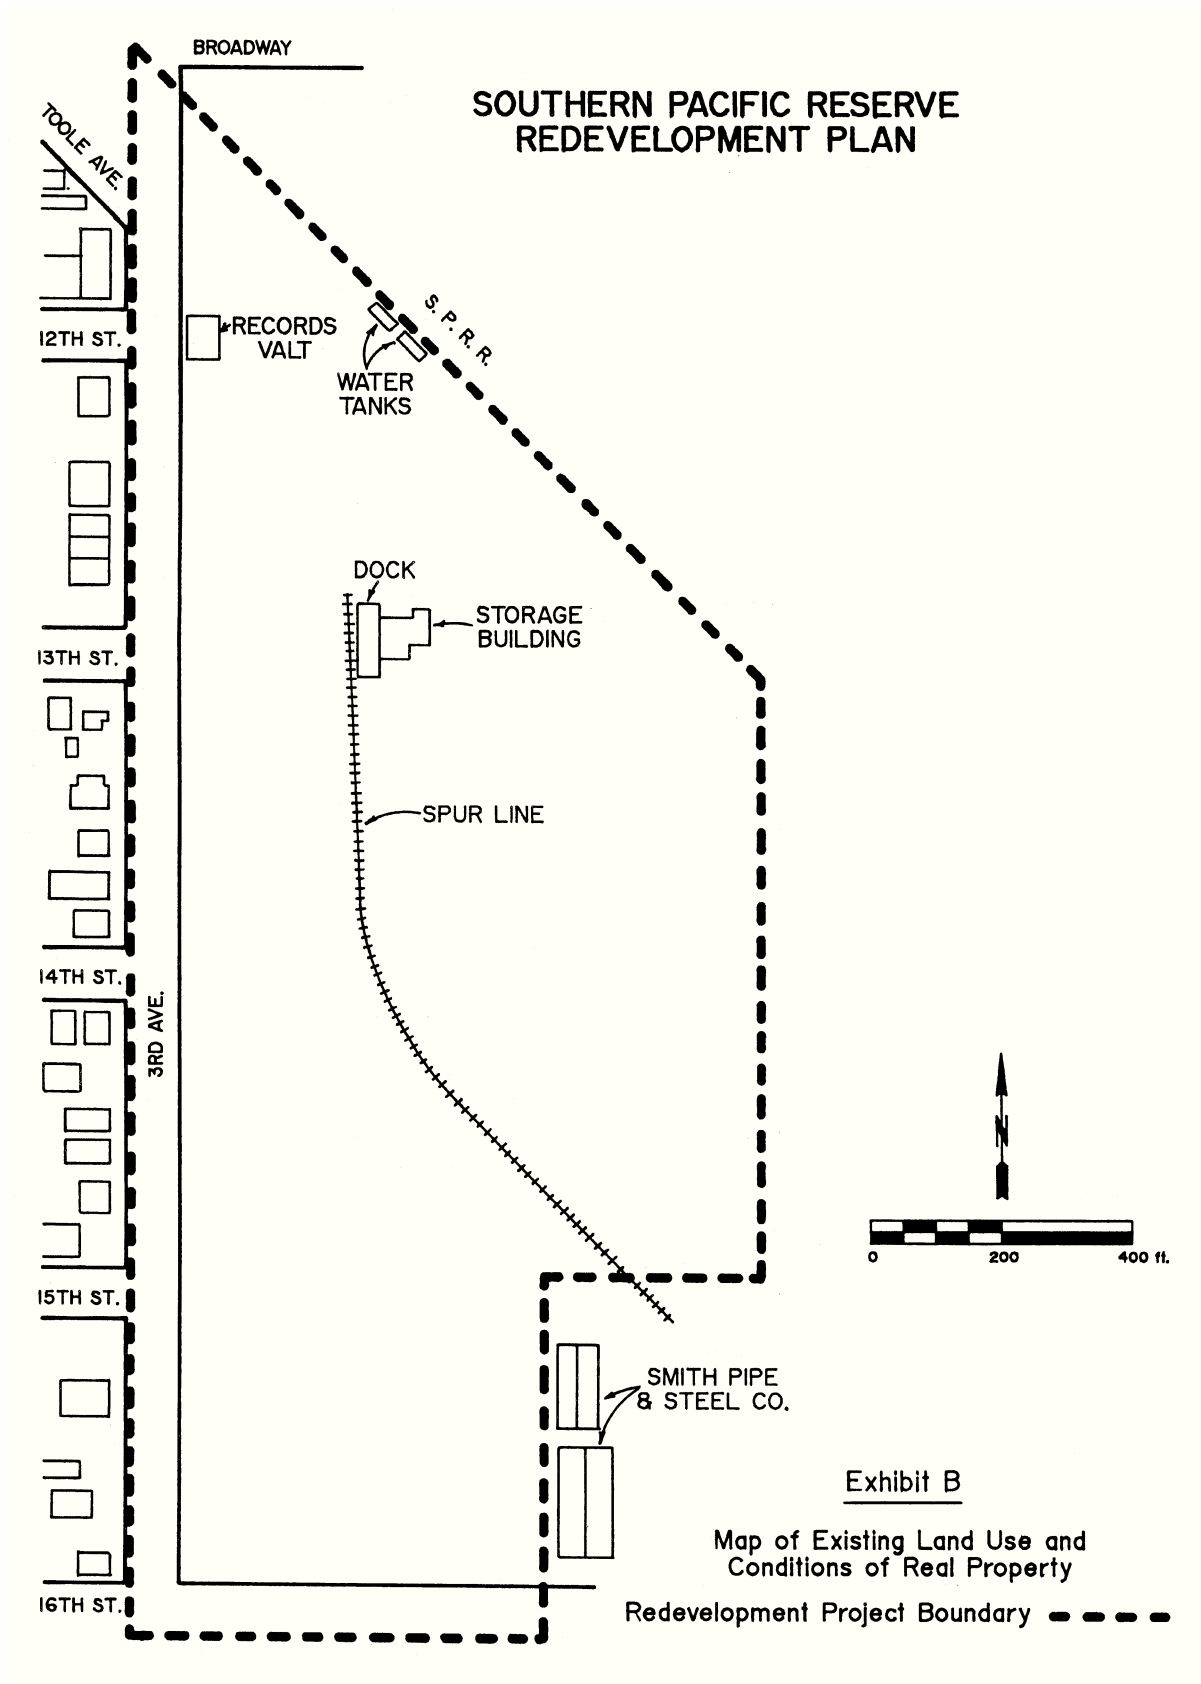 BROADWAY
SOUTHERN PACIFIC RESERVE
REDEVELOPMENT PLAN
TOOLE AVE.
S. P. R. R.
RECORDS
VALT
12TH ST.
WATER
TANKS
DOCK
STORAGE
BUILDING
13TH ST.
SPUR LINE
14TH ST.
3RD AVE.
N
0 200 400 ft.
15TH ST.
SMITH PIPE
& STEEL CO.
Exhibit B
Map of Existing Land Use and
Conditions of Real Property
16TH ST.
Redevelopment Project Boundary